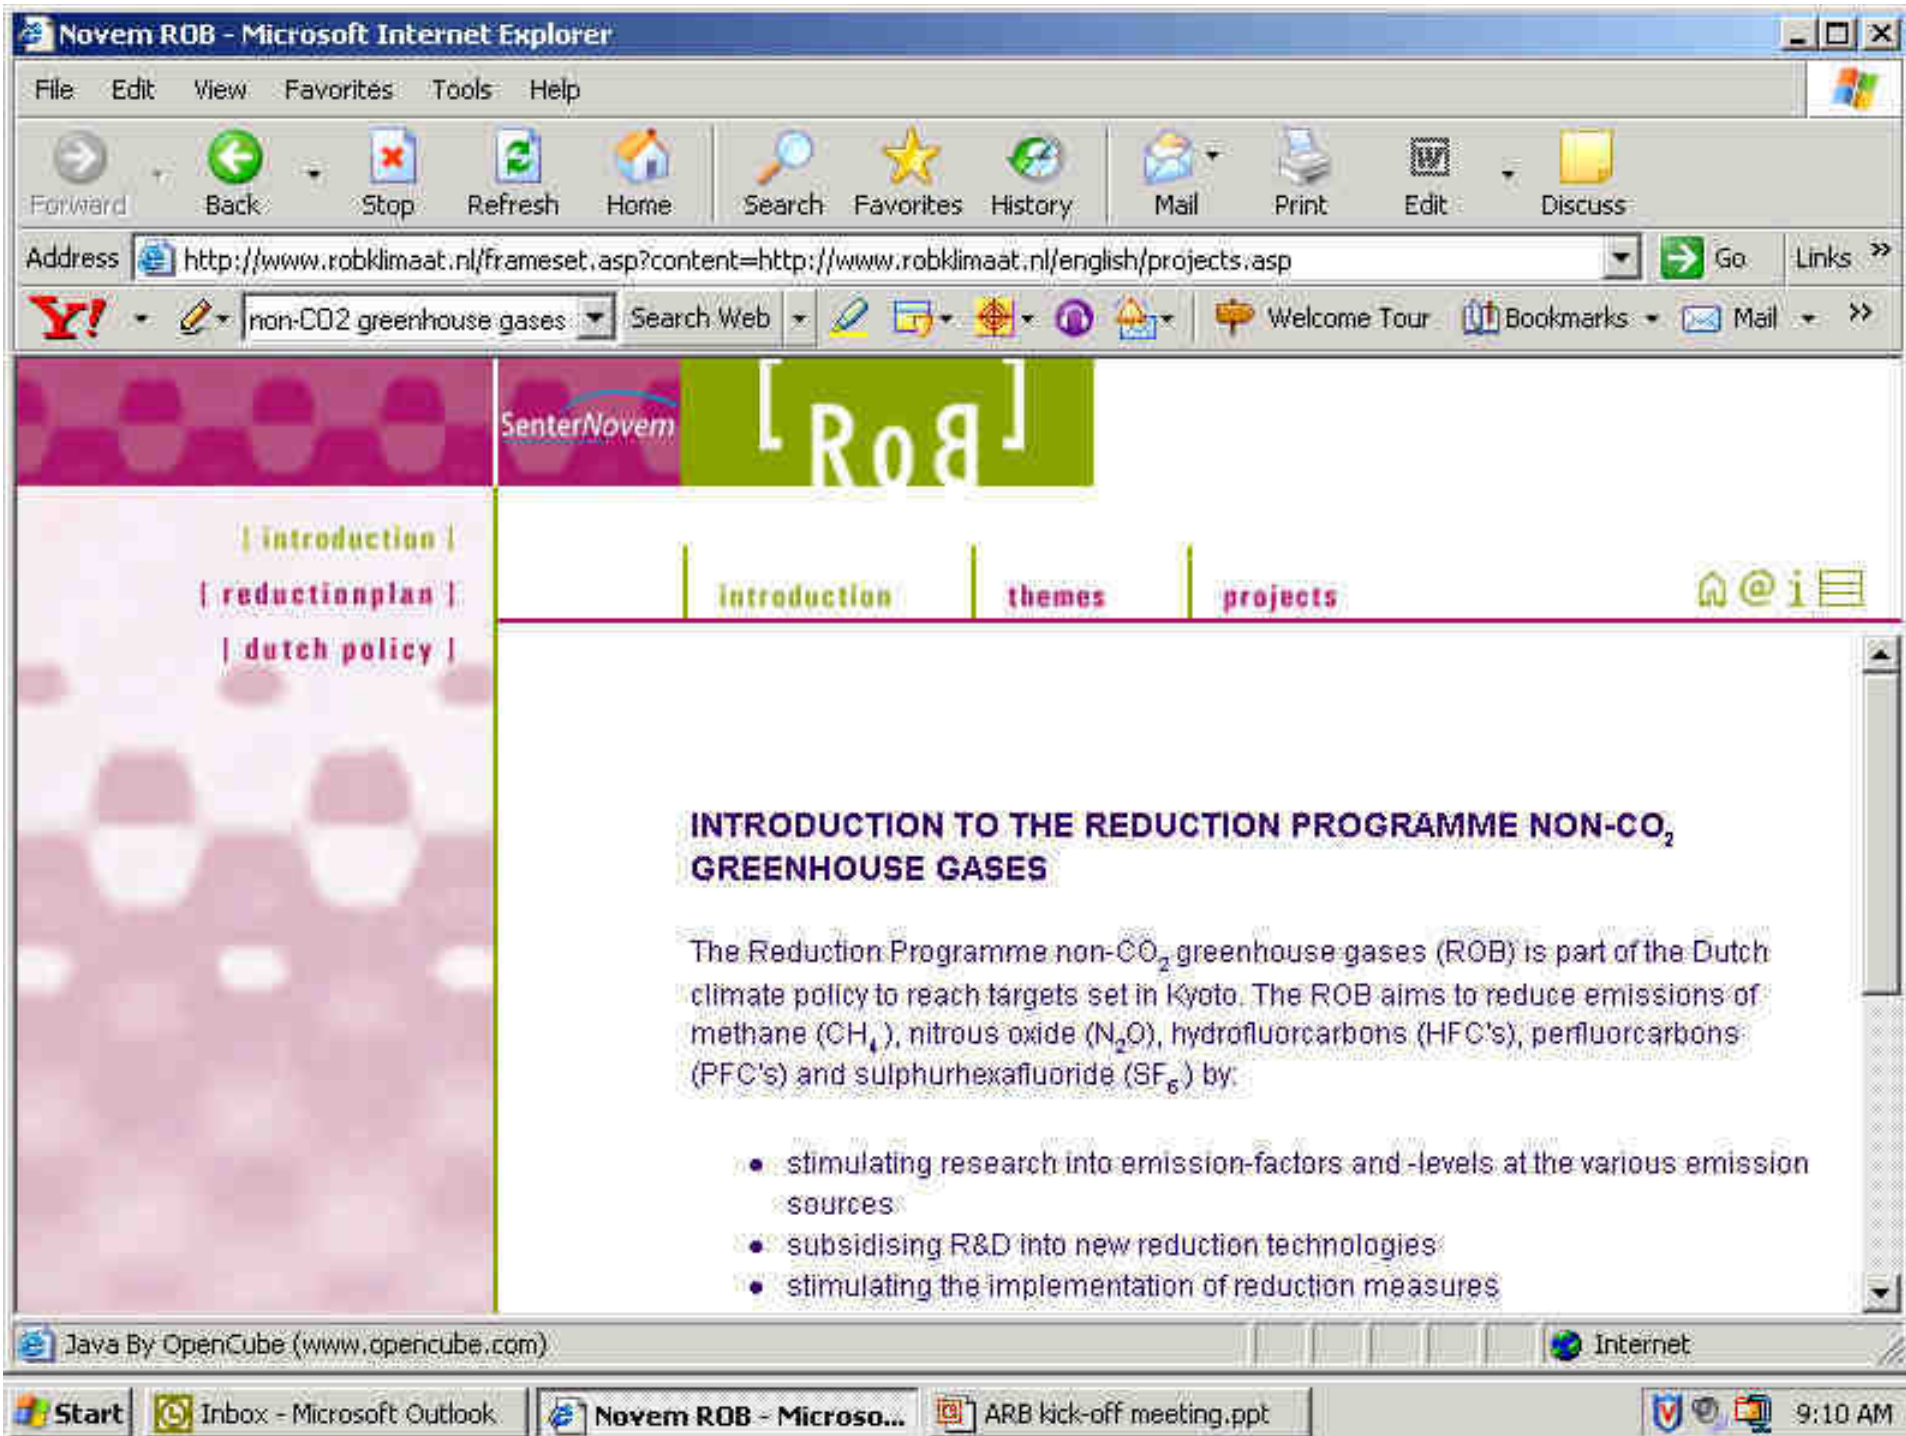 Novem ROB - Microsoft Internet Explorer
File Edit View Favorites Tools Help
Forward Back Stop Refresh Home Search Favorites History Mail Print Edit Discuss
Address http://www.robklimaat.nl/frameset.asp?content=http://www.robklimaat.nl/english/projects.asp Go Links »
Y! non-CO2 greenhouse gases Search Web Welcome Tour Bookmarks Mail »
SenterNovem [RoB]
| introduction |
| reductionplan |
| dutch policy |
introduction themes projects @ i
INTRODUCTION TO THE REDUCTION PROGRAMME NON-CO₂
GREENHOUSE GASES
The Reduction Programme non-CO₂ greenhouse gases (ROB) is part of the Dutch
climate policy to reach targets set in Kyoto. The ROB aims to reduce emissions of
methane (CH₄), nitrous oxide (N₂O), hydrofluorcarbons (HFC's), perfluorcarbons
(PFC's) and sulphurhexafluoride (SF₆) by:
• stimulating research into emission-factors and -levels at the various emission
sources
• subsidising R&D into new reduction technologies
• stimulating the implementation of reduction measures
Java By OpenCube (www.opencube.com) Internet
Start Inbox - Microsoft Outlook Novem ROB - Microso... ARB kick-off meeting.ppt 9:10 AM